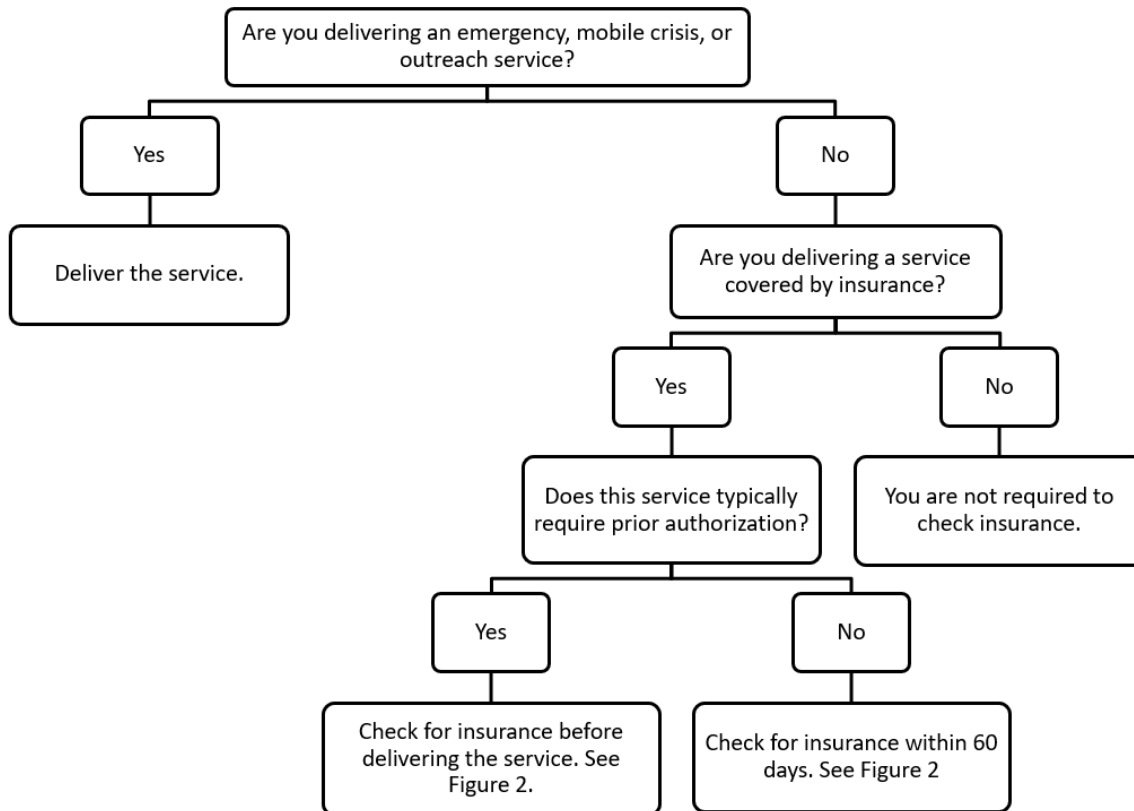 Are you delivering an emergency, mobile crisis, or
outreach service?
Yes
No
Deliver the service.
Are you delivering a service
covered by insurance?
Yes
No
Does this service typically
require prior authorization?
You are not required to
check insurance.
Yes
No
Check for insurance before
delivering the service. See
Figure 2.
Check for insurance within 60
days. See Figure 2